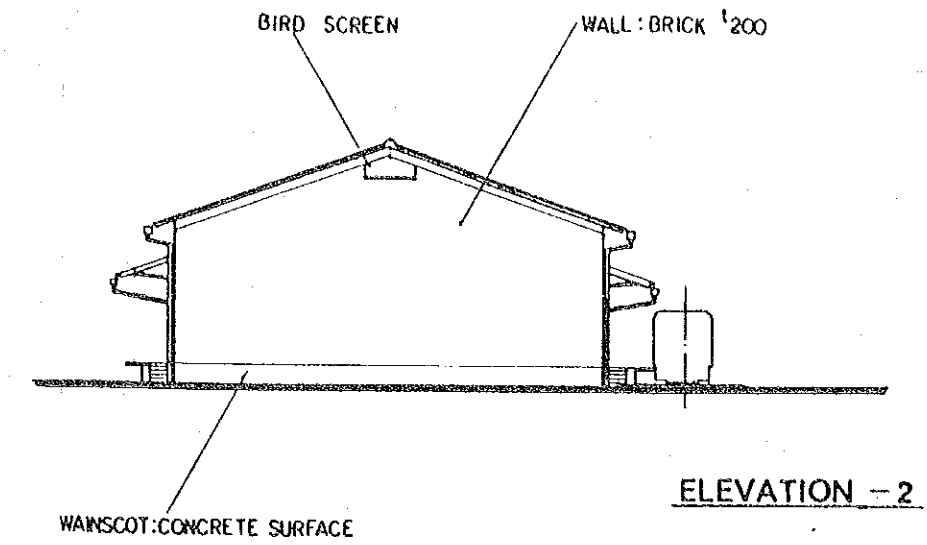 BIRD SCREEN
WALL:BRICK t200
WAINSCOT:CONCRETE SURFACE
ELEVATION -2